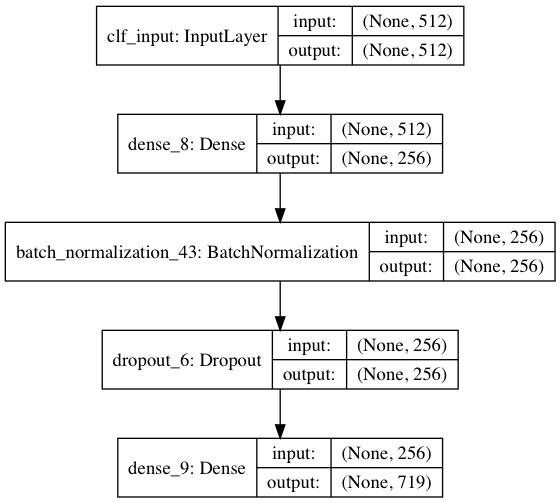 clf_input: InputLayer
input: (None, 512)
output: (None, 512)
dense_8: Dense
input: (None, 512)
output: (None, 256)
batch_normalization_43: BatchNormalization
input: (None, 256)
output: (None, 256)
dropout_6: Dropout
input: (None, 256)
output: (None, 256)
dense_9: Dense
input: (None, 256)
output: (None, 719)